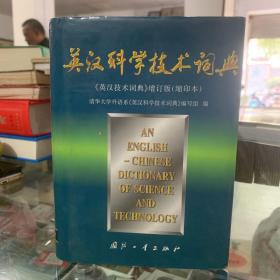 英汉科学技术词典
《英汉技术词典》增订版(缩印本)
清华大学外语系《英汉科学技术词典》编写组 编
AN
ENGLISH
-CHINESE
DICTIONARY
OF SCIENCE
AND
TECHNOLOGY
国防工业出版社